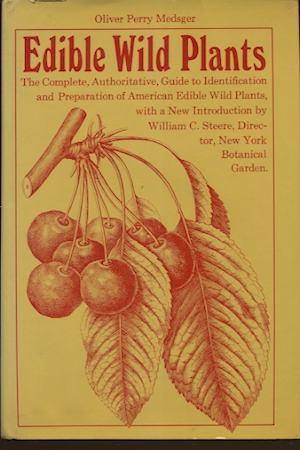 Oliver Perry Medsger
Edible Wild Plants
The Complete, Authoritative, Guide to Identification
and Preparation of American Edible Wild Plants,
with a New Introduction by
William C. Steere, Direc-
tor, New York
Botanical
Garden.